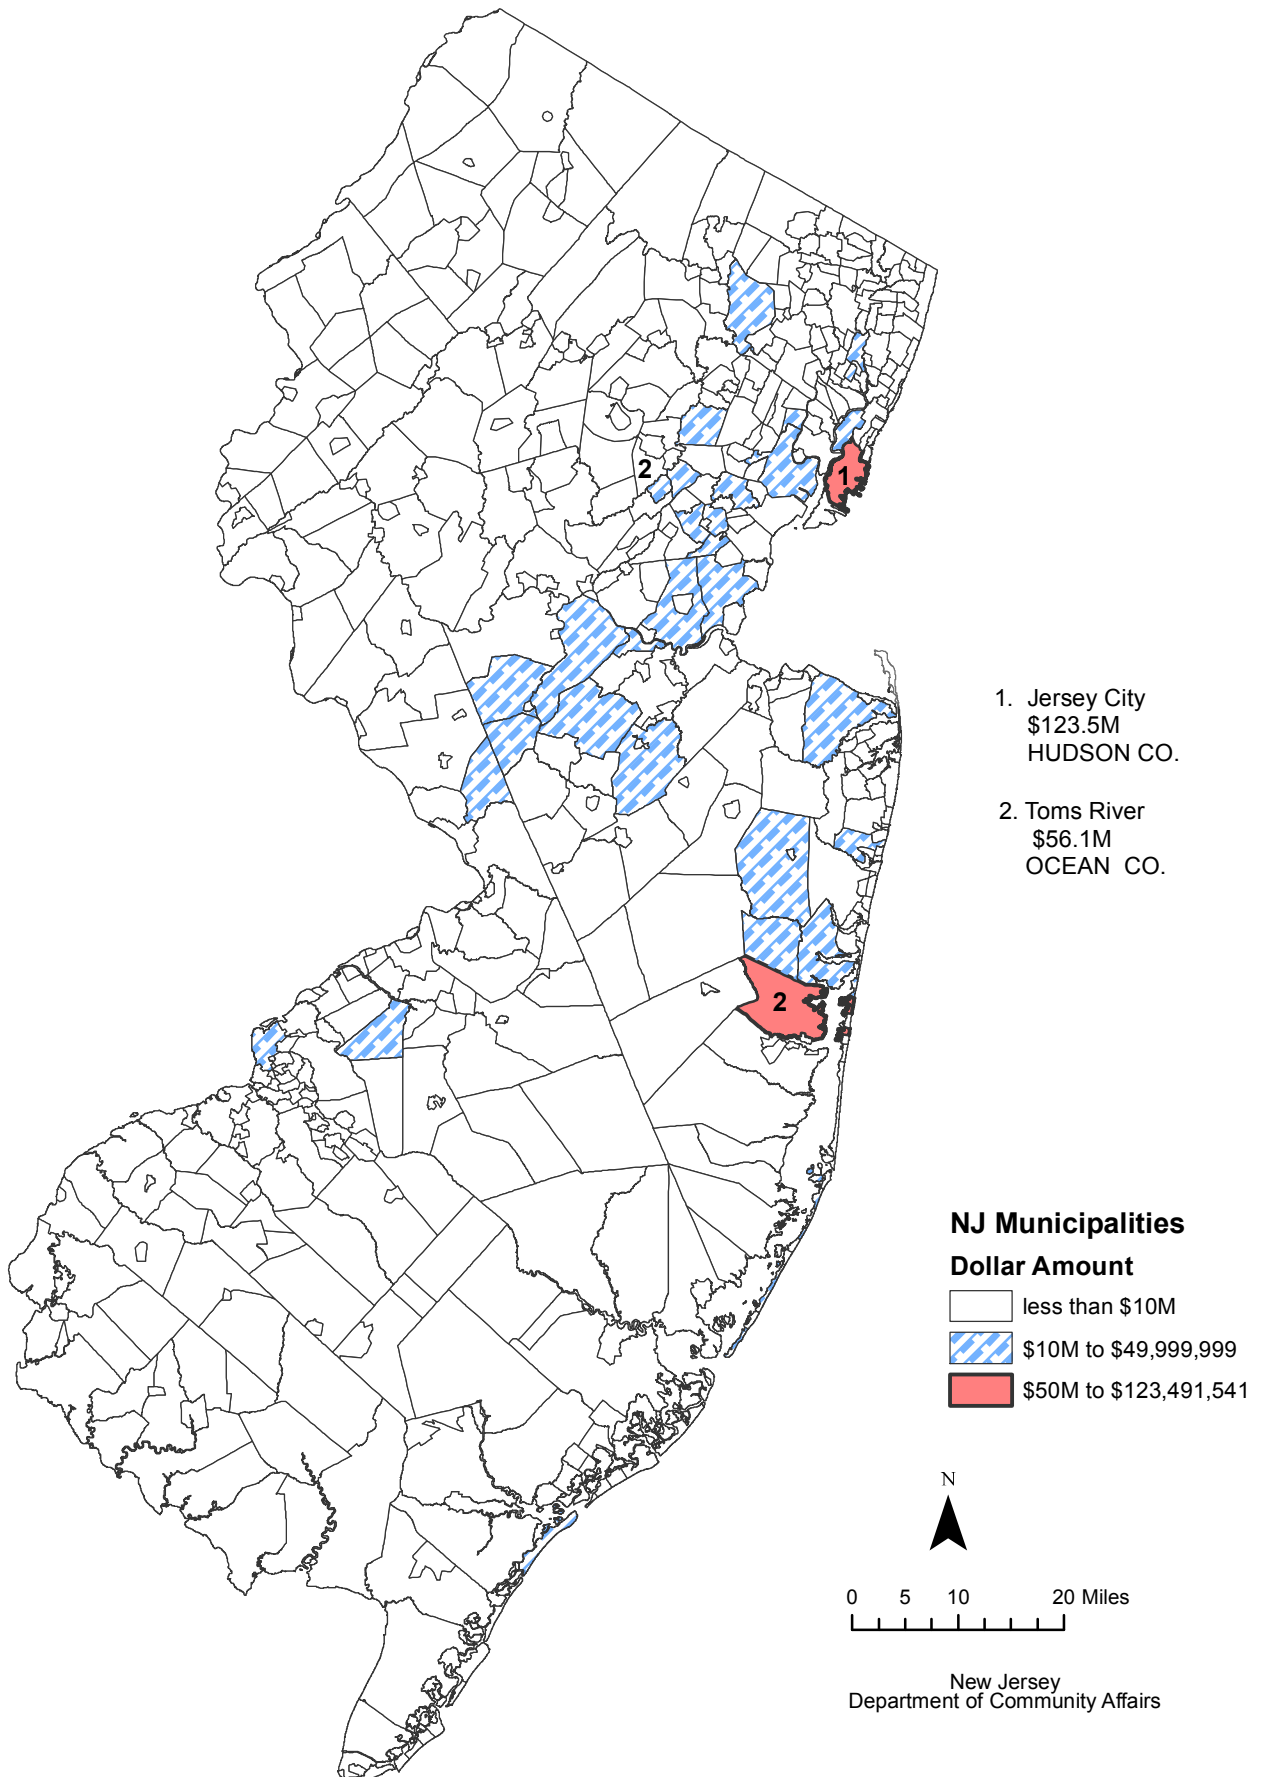 2
1
1. Jersey City
$123.5M
HUDSON CO.
2. Toms River
$56.1M
OCEAN CO.
2
NJ Municipalities
Dollar Amount
less than $10M
$10M to $49,999,999
$50M to $123,491,541
N
0 5 10 20 Miles
New Jersey
Department of Community Affairs